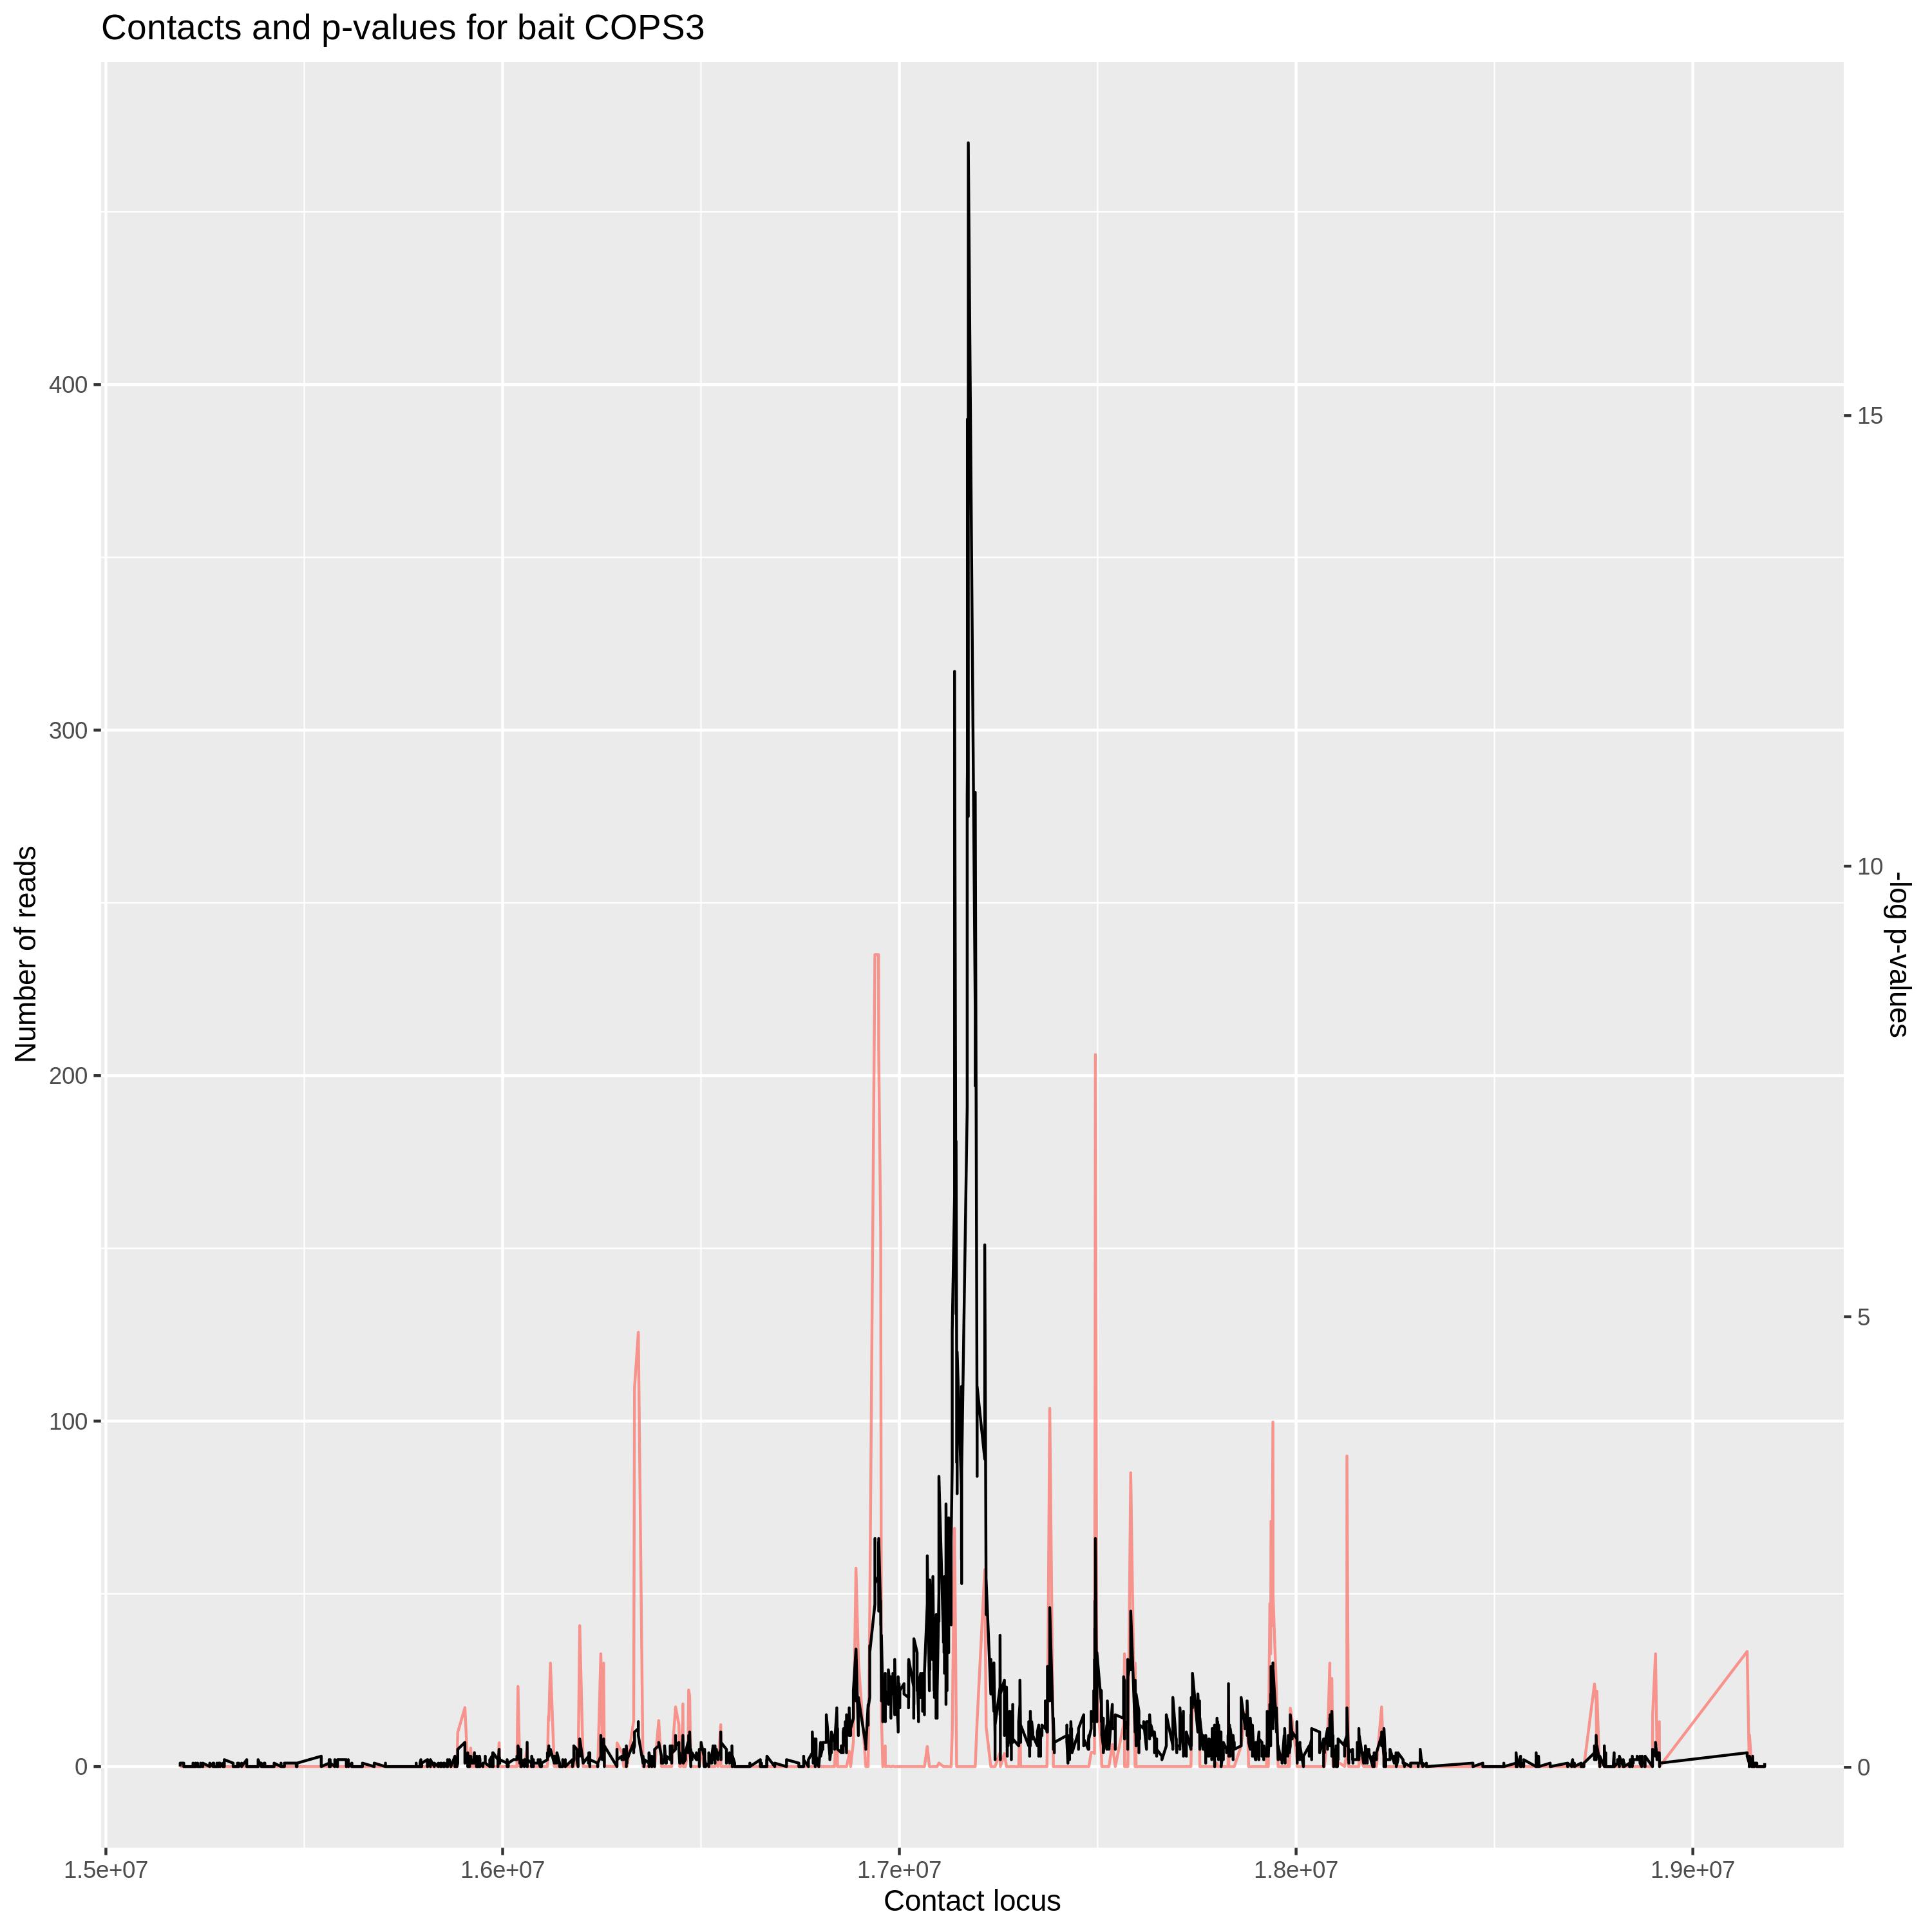 Contacts and p-values for bait COPS3
400
300
200
100
0
Number of reads
15
10
5
0
-log p-values
1.5e+07
1.6e+07
1.7e+07
1.8e+07
1.9e+07
Contact locus